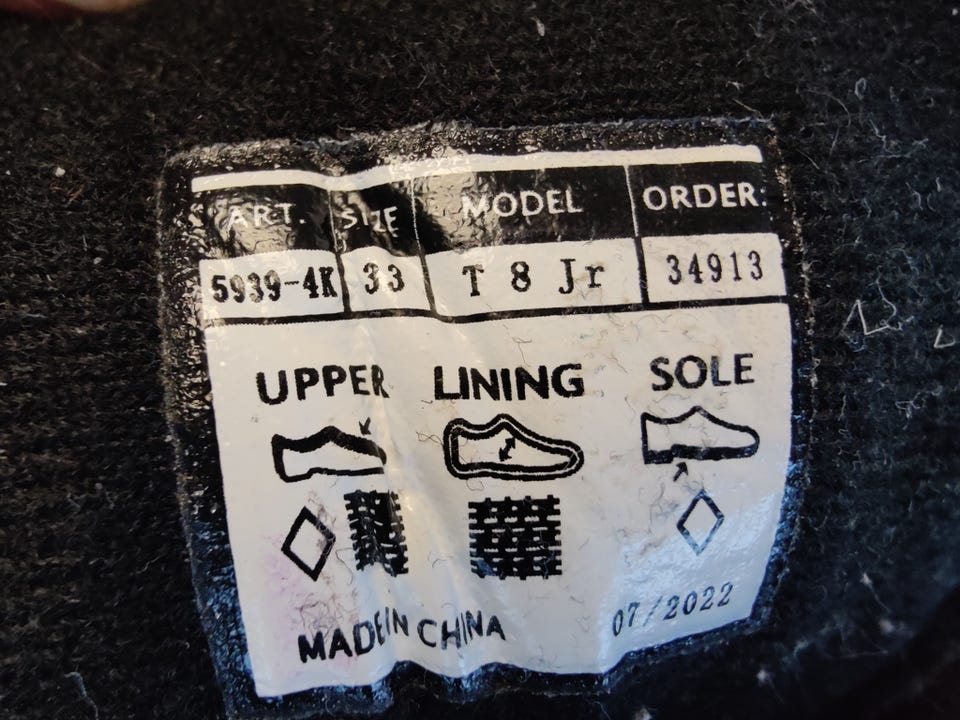 ART. SIZE MODEL ORDER:
5939-4K 33 T 8 Jr 34913
UPPER LINING SOLE
MADE IN CHINA 07/2022